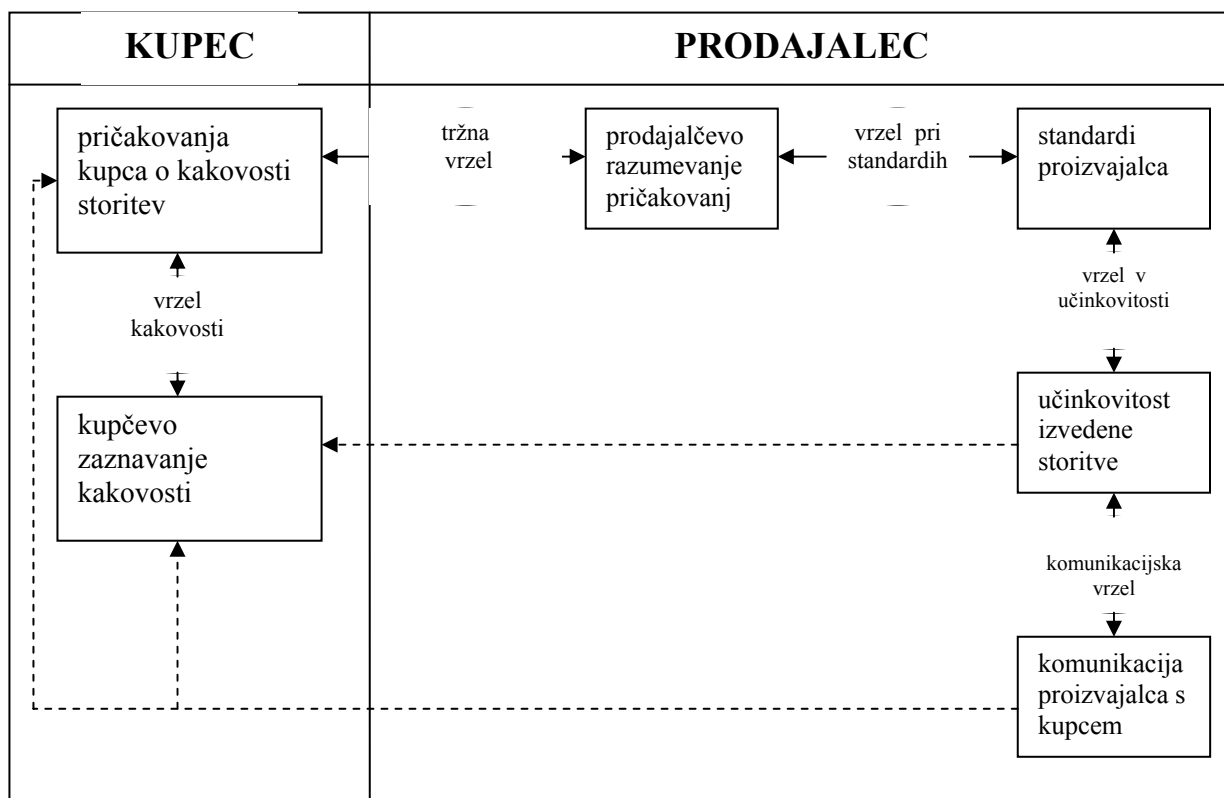 KUPEC
PRODAJALEC
pričakovanja
kupca o kakovosti
storitev
tržna
vrzel
prodajalčevo
razumevanje
pričakovanj
vrzel pri
standardih
standardi
proizvajalca
vrzel
kakovosti
vrzel v
učinkovitosti
kupčevo
zaznavanje
kakovosti
učinkovitost
izvedene
storitve
komunikacijska
vrzel
komunikacija
proizvajalca s
kupcem